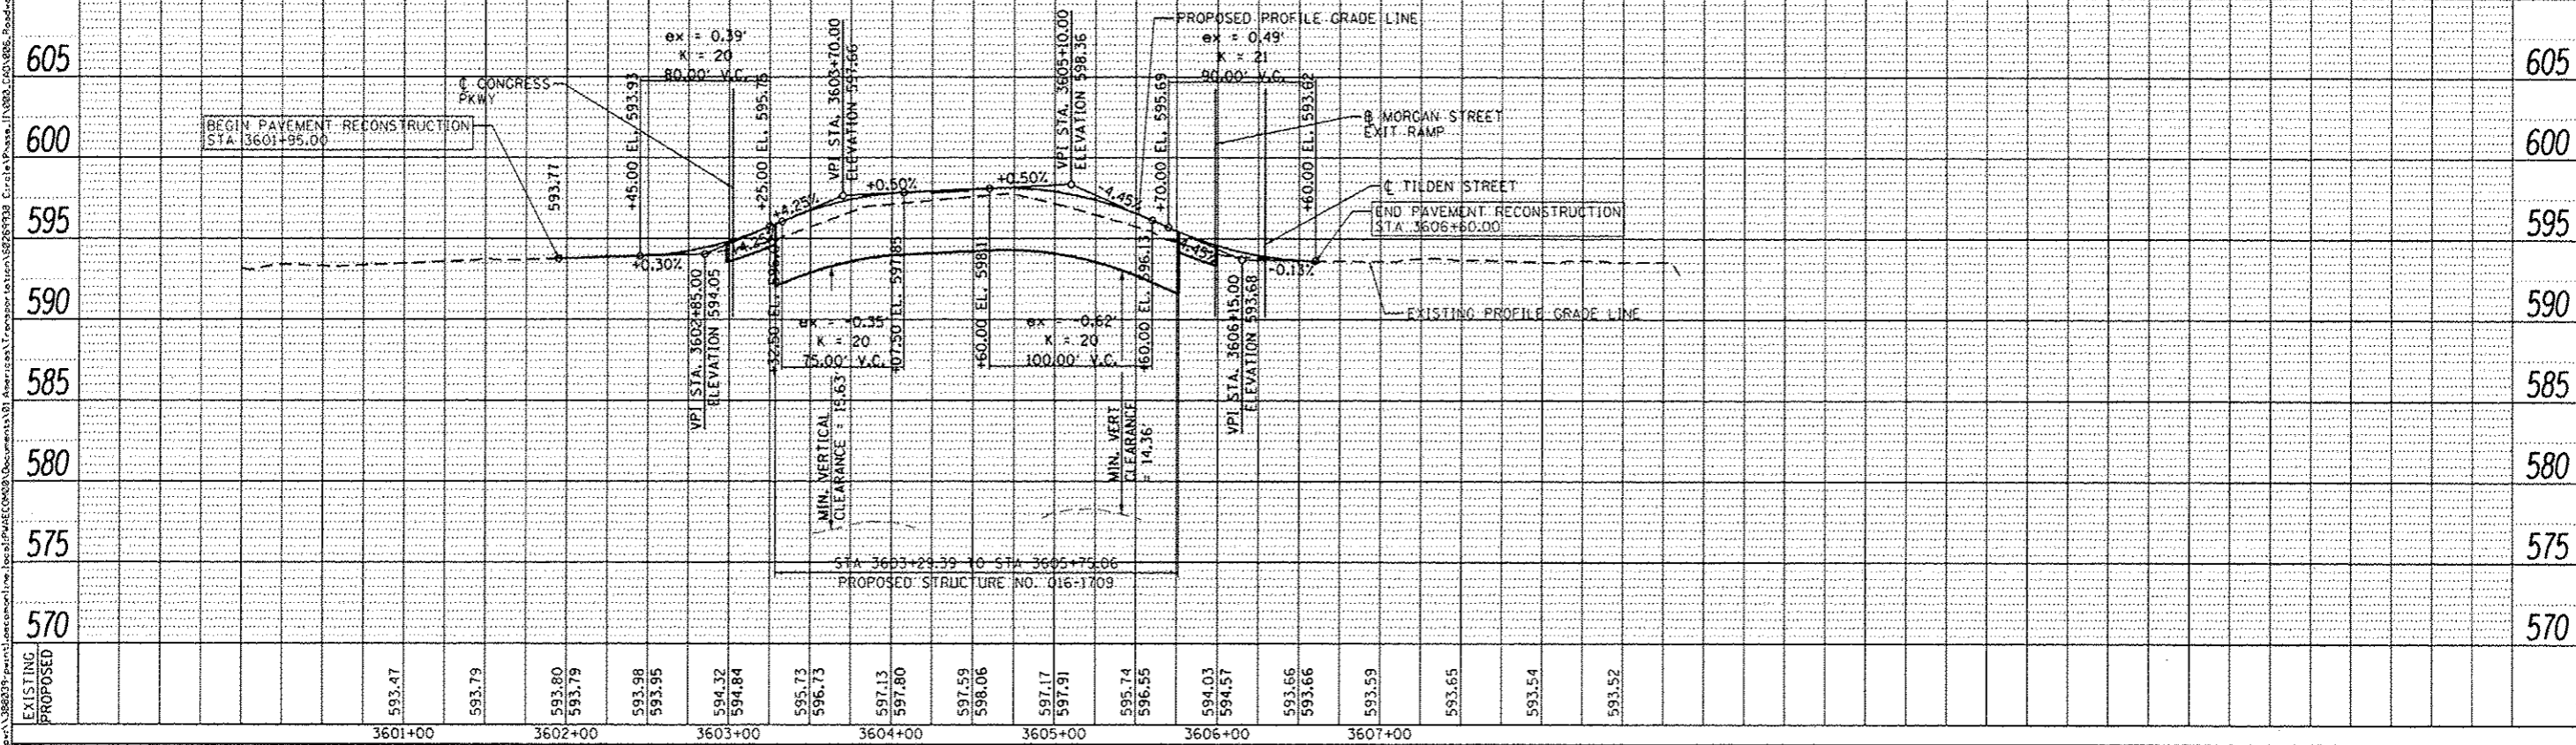 605
600
595
590
585
580
575
570
EXISTING
PROPOSED
BEGIN PAVEMENT RECONSTRUCTION
STA 3601+95.00
℄ CONGRESS
PKWY
593.77
+45.00 EL. 593.93
ex = 0.39'
K = 20
80.00' V.C.
+25.00 EL. 595.75
VPI STA. 3603+70.00
ELEVATION 597.66
VPI STA. 3605+10.00
ELEVATION 598.36
PROPOSED PROFILE GRADE LINE
ex = 0.49'
K = 21
90.00' V.C.
+70.00 EL. 595.69
+60.00 EL. 593.62
MORGAN STREET
EXIT RAMP
℄ TILDEN STREET
END PAVEMENT RECONSTRUCTION
STA 3606+60.00
EXISTING PROFILE GRADE LINE
+0.30%
+4.25%
+4.25%
+0.50%
+0.50%
-4.45%
-4.45%
-0.13%
VPI STA. 3602+85.00
ELEVATION 594.05
+32.50 EL.
ex = -0.35'
K = 20
75.00' V.C.
+07.50 EL. 597.85
+60.00 EL. 598.11
ex = -0.62'
K = 20
100.00' V.C.
+60.00 EL. 596.13
VPI STA. 3606+15.00
ELEVATION 593.68
MIN. VERTICAL
CLEARANCE = 15.63'
MIN. VERT
CLEARANCE
= 14.36'
STA 3603+29.39 TO STA 3605+75.06
PROPOSED STRUCTURE NO. 016-1709
605
600
595
590
585
580
575
570
593.47
593.79
593.80
593.79
593.98
593.95
594.32
594.84
595.73
596.73
597.13
597.80
597.59
598.06
597.17
597.91
595.74
596.55
594.03
594.57
593.66
593.66
593.59
593.65
593.54
593.52
3601+00
3602+00
3603+00
3604+00
3605+00
3606+00
3607+00